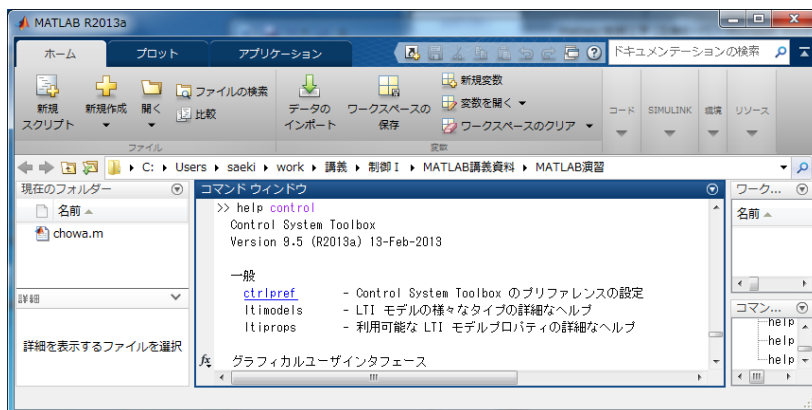 MATLAB R2013a
ホーム プロット アプリケーション ドキュメンテーションの検索
新規スクリプト
新規作成
開く
ファイルの検索
比較
データのインポート
ワークスペースの保存
新規変数
変数を開く
ワークスペースのクリア
コード SIMULINK 環境 リソース
ファイル 変数
C: Users saeki work 講義 制御Ⅰ MATLAB講義資料 MATLAB演習
現在のフォルダー
名前
chowa.m
詳細
詳細を表示するファイルを選択
コマンド ウィンドウ
>> help control
Control System Toolbox
Version 9.5 (R2013a) 13-Feb-2013
一般
ctrlpref - Control System Toolbox のプリファレンスの設定
ltimodels - LTI モデルの様々なタイプの詳細なヘルプ
ltiprops - 利用可能な LTI モデルプロパティの詳細なヘルプ
fx グラフィカルユーザインタフェース
ワーク...
名前
コマン...
help
help
help